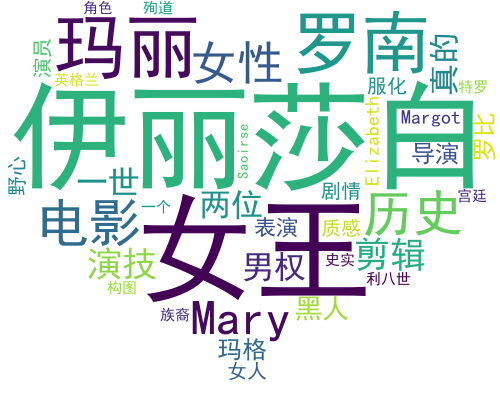 角色
殉道
玛丽
罗南
演员
女性
真的
英格兰
服化
特罗
伊丽莎白
Saoirse
Elizabeth
Margot
罗比
导演
野心
一世
两位
剧情
宫廷
电影
一个
历史
表演
质感
演技
男权
史实
剪辑
构图
利八世
女王
族裔
Mary
黑人
玛格
女人